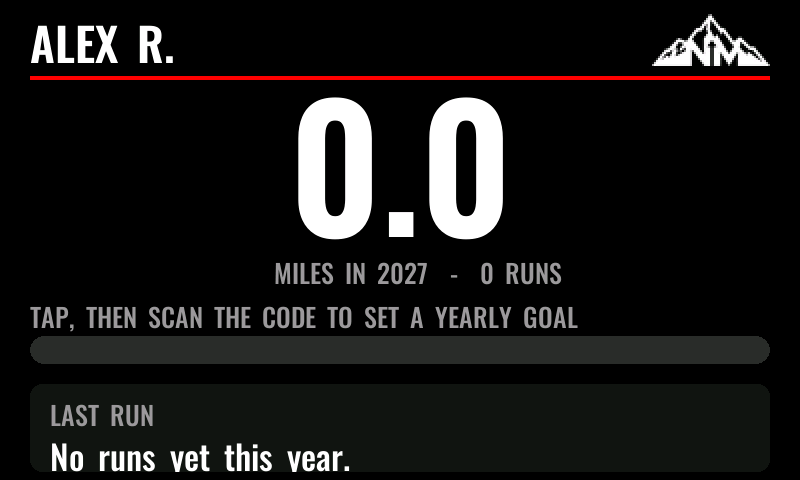 ALEX R.
NM
0.0
MILES IN 2027 - 0 RUNS
TAP, THEN SCAN THE CODE TO SET A YEARLY GOAL
LAST RUN
No runs yet this year.